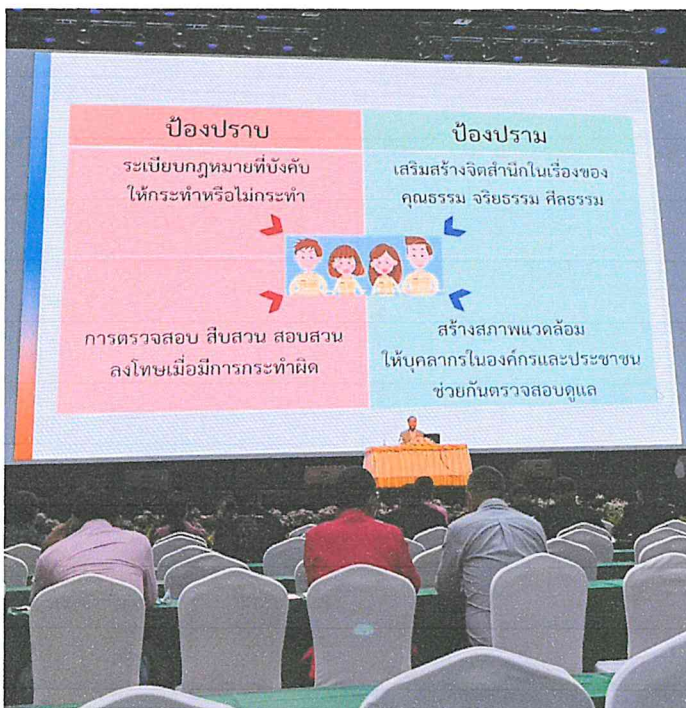 ป้องปราบ
ป้องปราม
ระเบียบกฎหมายที่บังคับ
ให้กระทำหรือไม่กระทำ
เสริมสร้างจิตสำนึกในเรื่องของ
คุณธรรม จริยธรรม ศีลธรรม
การตรวจสอบ สืบสวน สอบสวน
ลงโทษเมื่อมีการกระทำผิด
สร้างสภาพแวดล้อม
ให้บุคลากรในองค์กรและประชาชน
ช่วยกันตรวจสอบดูแล